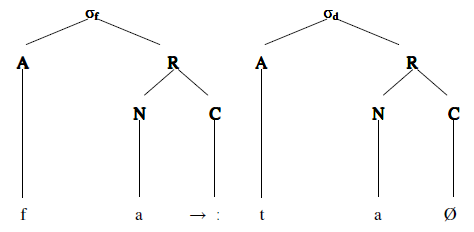 σf σd
A R A R
N C N C
f a → : t a Ø